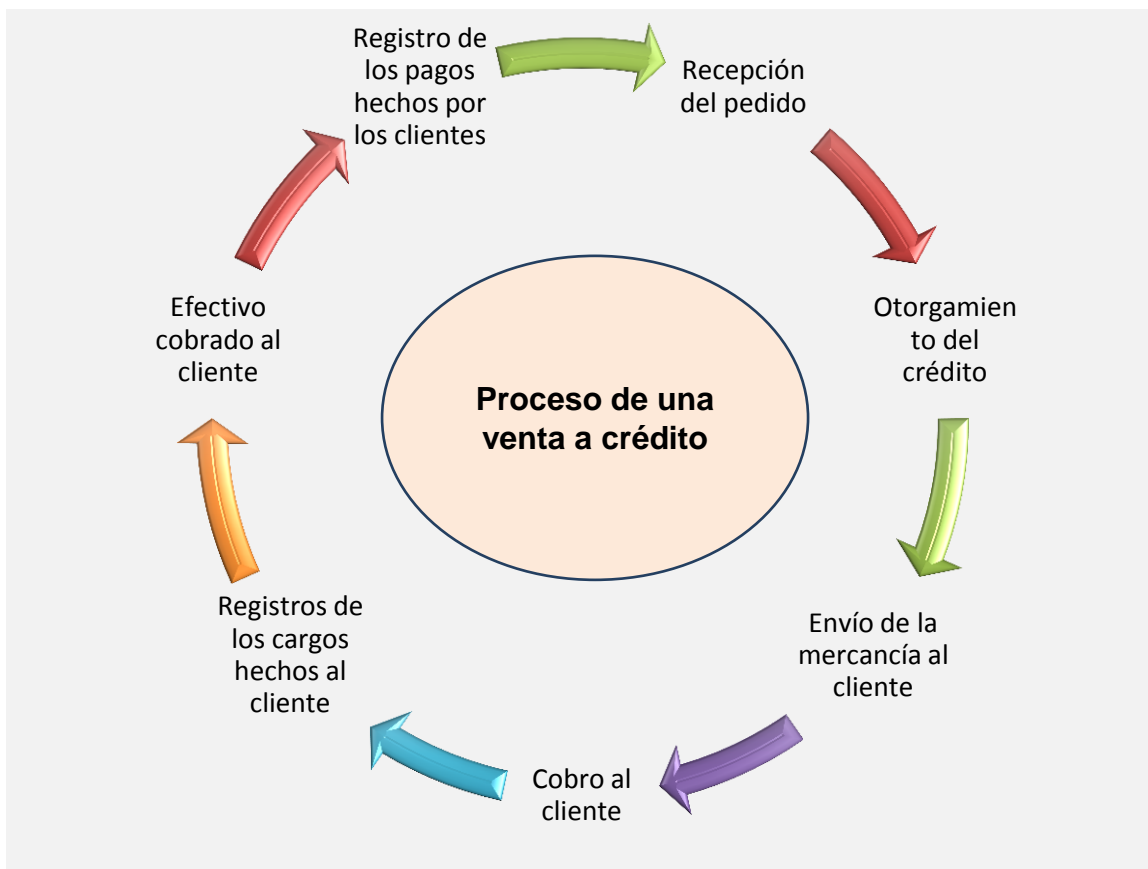 Registro de
los pagos
hechos por
los clientes
Recepción
del pedido
Otorgamien
to del
crédito
Envío de la
mercancía al
cliente
Cobro al
cliente
Registros de
los cargos
hechos al
cliente
Efectivo
cobrado al
cliente
Proceso de una
venta a crédito